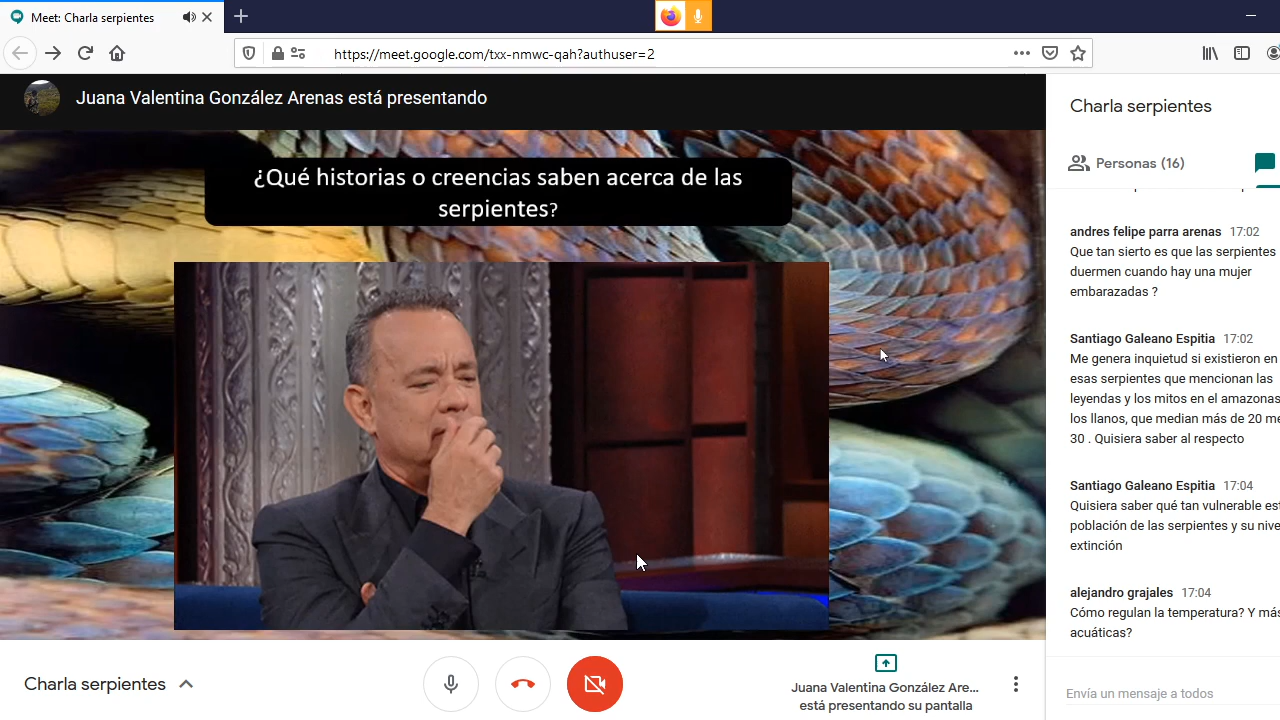 Meet: Charla serpientes
https://meet.google.com/txx-nmwc-qah?authuser=2
Juana Valentina González Arenas está presentando
¿Qué historias o creencias saben acerca de las
serpientes?
Charla serpientes
Personas (16)
andres felipe parra arenas 17:02
Que tan sierto es que las serpientes
duermen cuando hay una mujer
embarazadas ?
Santiago Galeano Espitia 17:02
Me genera inquietud si existieron en
esas serpientes que mencionan las
leyendas y los mitos en el amazonas
los llanos, que median más de 20 me
30 . Quisiera saber al respecto
Santiago Galeano Espitia 17:04
Quisiera saber qué tan vulnerable est
población de las serpientes y su nive
extinción
alejandro grajales 17:04
Cómo regulan la temperatura? Y más
acuáticas?
Envía un mensaje a todos
Charla serpientes
Juana Valentina González Are...
está presentando su pantalla